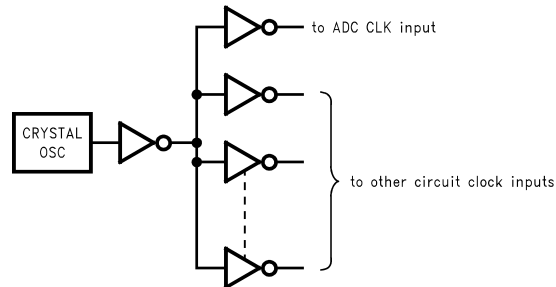 to ADC CLK input
CRYSTAL
OSC
to other circuit clock inputs